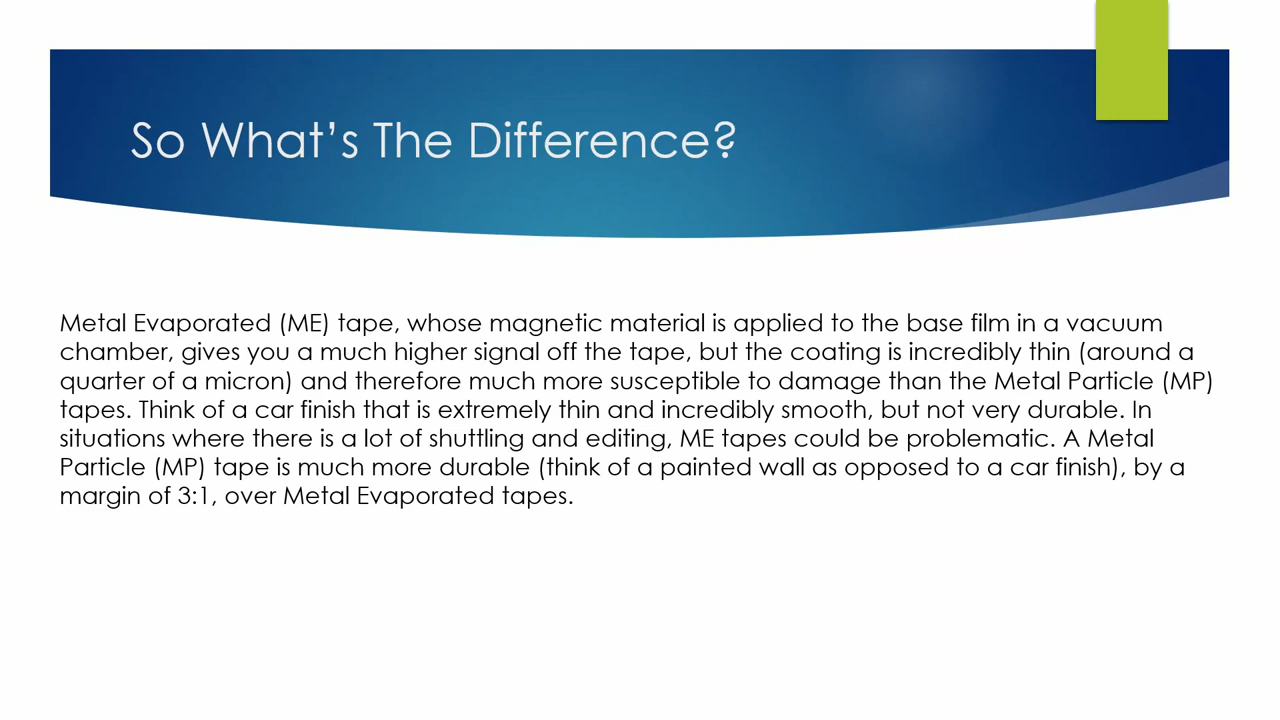 So What’s The Difference?
Metal Evaporated (ME) tape, whose magnetic material is applied to the base film in a vacuum
chamber, gives you a much higher signal off the tape, but the coating is incredibly thin (around a
quarter of a micron) and therefore much more susceptible to damage than the Metal Particle (MP)
tapes. Think of a car finish that is extremely thin and incredibly smooth, but not very durable. In
situations where there is a lot of shuttling and editing, ME tapes could be problematic. A Metal
Particle (MP) tape is much more durable (think of a painted wall as opposed to a car finish), by a
margin of 3:1, over Metal Evaporated tapes.